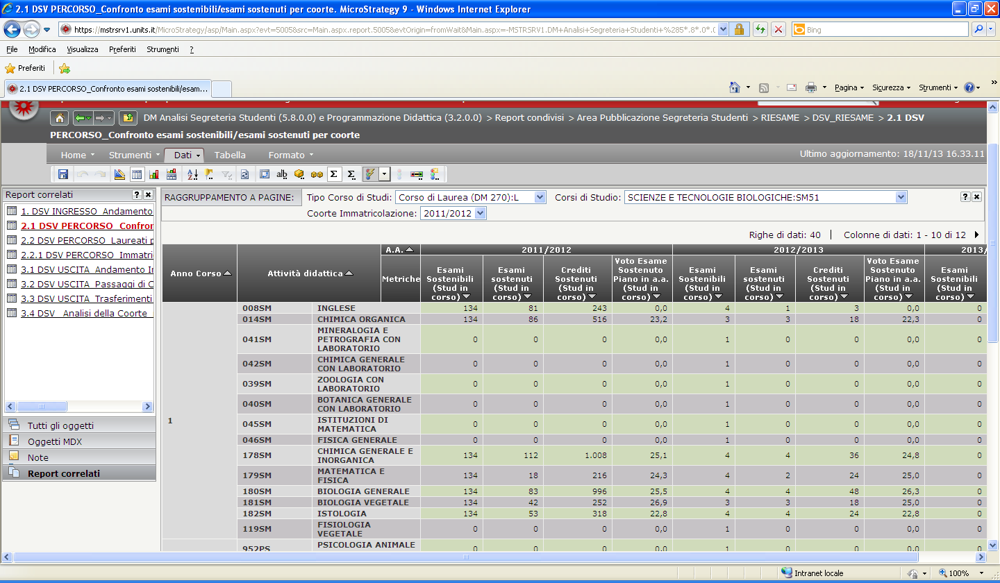 2.1 DSV PERCORSO_Confronto esami sostenibili/esami sostenuti per coorte. MicroStrategy 9 - Windows Internet Explorer
https://mstrsrv1.units.it/MicroStrategy/asp/Main.aspx?evt=5005&src=Main.aspx.report.5005&evtOrigin=fromWait&Main.aspx=-MSTRSRV1.DM+Analisi+Segreteria+Studenti+%285*.8*.0*.0
Bing
File Modifica Visualizza Preferiti Strumenti ?
Preferiti
2.1 DSV PERCORSO_Confronto esami sostenibili/esam...
Pagina Sicurezza Strumenti
DM Analisi Segreteria Studenti (5.8.0.0) e Programmazione Didattica (3.2.0.0) > Report condivisi > Area Pubblicazione Segreteria Studenti > RIESAME > DSV_RIESAME > 2.1 DSV
PERCORSO_Confronto esami sostenibili/esami sostenuti per coorte
Home Strumenti Dati Tabella Formato
Ultimo aggiornamento: 18/11/13 16.33.11
Report correlati
1. DSV INGRESSO_Andamento
2.1 DSV PERCORSO_Confron
2.2 DSV PERCORSO_Laureati p
2.2.1 DSV PERCORSO_Immatri
3.1 DSV USCITA_Andamento I
3.2 DSV USCITA_Passaggi di C
3.3 DSV USCITA_Trasferimenti
3.4 DSV_ Analisi della Coorte_
Tutti gli oggetti
Oggetti MDX
Note
Report correlati
RAGGRUPPAMENTO A PAGINE: Tipo Corso di Studi: Corso di Laurea (DM 270):L Corsi di Studio: SCIENZE E TECNOLOGIE BIOLOGICHE:SM51
Coorte Immatricolazione: 2011/2012
Righe di dati: 40 | Colonne di dati: 1 - 10 di 12
Anno Corso Attività didattica A.A. 2011/2012 2012/2013 2013/
Metriche Esami Sostenibili (Stud in corso) Esami sostenuti (Stud in corso) Crediti Sostenuti (Stud in corso) Voto Esame Sostenuto Piano in a.a. (Stud in corso) Esami Sostenibili (Stud in corso) Esami sostenuti (Stud in corso) Crediti Sostenuti (Stud in corso) Voto Esame Sostenuto Piano in a.a. (Stud in corso) Esami Sostenibili (Stud in corso)
1
008SM INGLESE 134 81 243 0,0 4 1 3 0,0 0
014SM CHIMICA ORGANICA 134 86 516 23,2 3 3 18 22,3 0
041SM MINERALOGIA E PETROGRAFIA CON LABORATORIO 0 0 0 0,0 1 0 0 0,0 0
042SM CHIMICA GENERALE CON LABORATORIO 0 0 0 0,0 1 0 0 0,0 0
039SM ZOOLOGIA CON LABORATORIO 0 0 0 0,0 1 0 0 0,0 0
040SM BOTANICA GENERALE CON LABORATORIO 0 0 0 0,0 1 0 0 0,0 0
045SM ISTITUZIONI DI MATEMATICA 0 0 0 0,0 1 0 0 0,0 0
046SM FISICA GENERALE 0 0 0 0,0 1 0 0 0,0 0
178SM CHIMICA GENERALE E INORGANICA 134 112 1.008 25,1 4 4 36 24,8 0
179SM MATEMATICA E FISICA 134 18 216 24,3 4 2 24 25,0 0
180SM BIOLOGIA GENERALE 134 83 996 25,5 4 4 48 26,3 0
181SM BIOLOGIA VEGETALE 134 42 252 26,9 3 3 18 25,0 0
182SM ISTOLOGIA 134 53 318 22,8 4 4 24 22,8 0
119SM FISIOLOGIA VEGETALE 0 0 0 0,0 1 0 0 0,0 0
952PS PSICOLOGIA ANIMALE 0 0 0 0,0 1 0 0 0,0 0
Intranet locale 100%